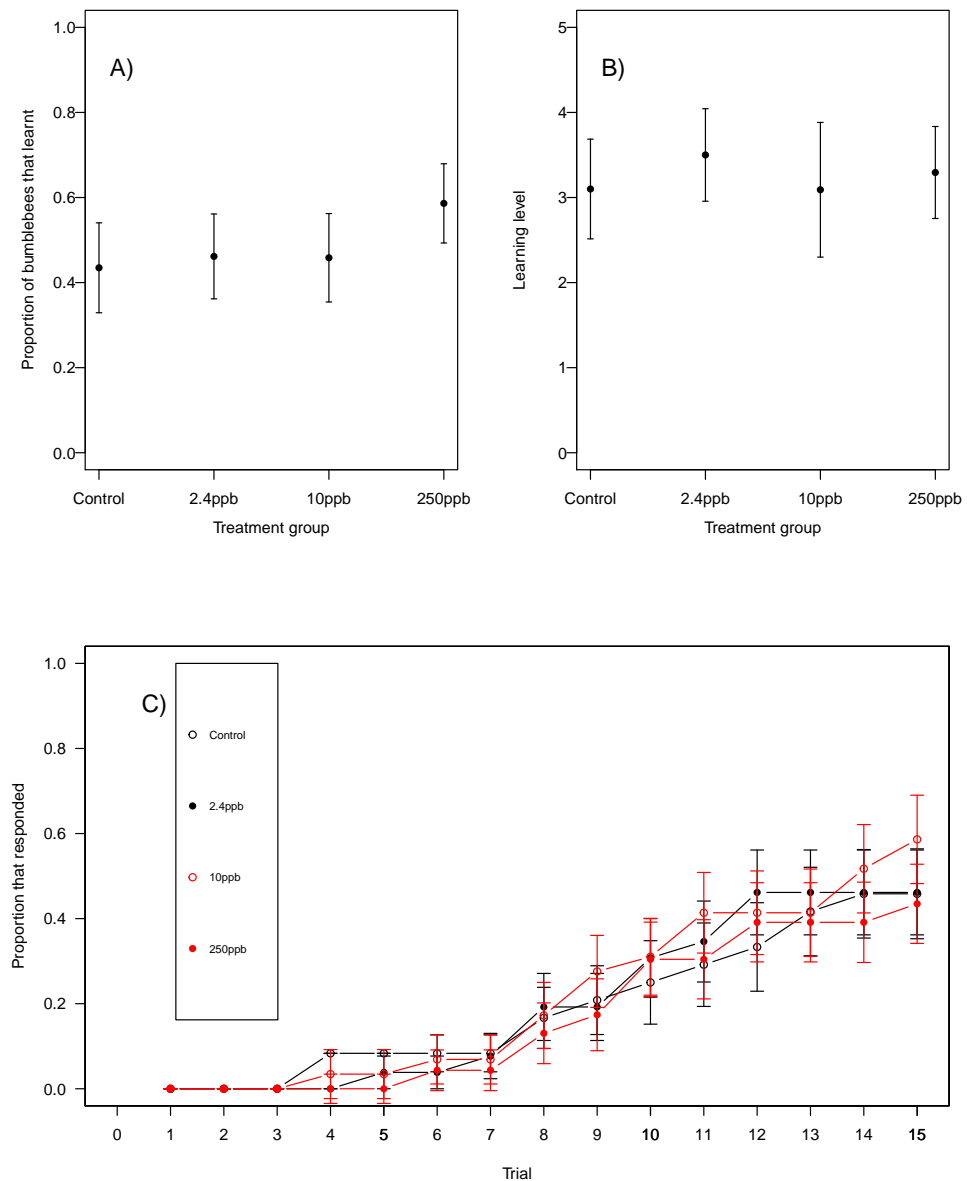 A)
Proportion of bumblebees that learnt
1.0
0.8
0.6
0.4
0.2
0.0
Control 2.4ppb 10ppb 250ppb
Treatment group
B)
Learning level
5
4
3
2
1
0
Control 2.4ppb 10ppb 250ppb
Treatment group
C)
Proportion that responded
1.0
0.8
0.6
0.4
0.2
0.0
Control
2.4ppb
10ppb
250ppb
0 1 2 3 4 5 6 7 8 9 10 11 12 13 14 15
Trial